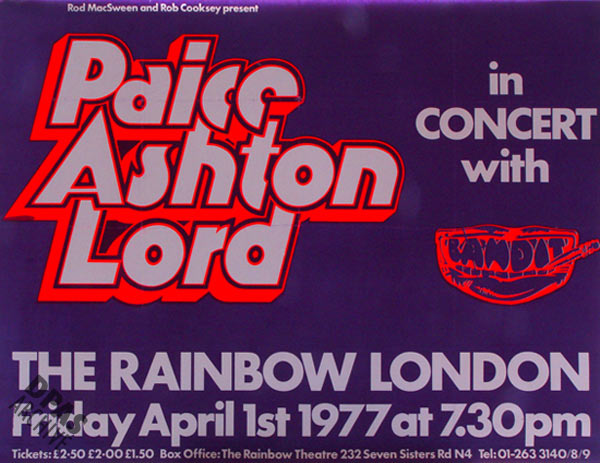 Rod MacSween and Rob Cooksey present
Paice
Ashton
Lord
in
CONCERT
with
BANDIT
THE RAINBOW LONDON
Friday April 1st 1977 at 7.30pm
DPAS
ARCHIVE
Tickets: £2·50 £2·00 £1.50 Box Office: The Rainbow Theatre 232 Seven Sisters Rd N4 Tel: 01-263 3140/8/9